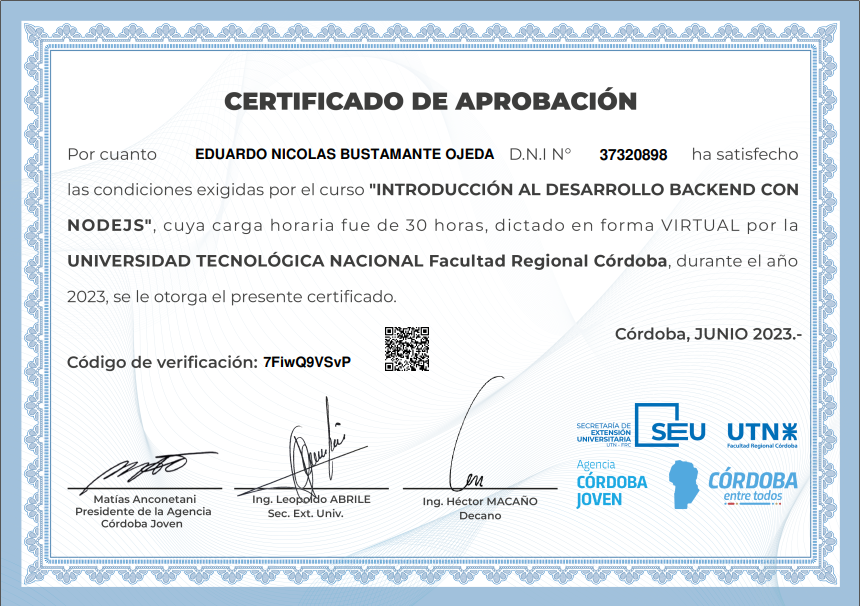 CERTIFICADO DE APROBACIÓN
Por cuanto EDUARDO NICOLAS BUSTAMANTE OJEDA D.N.I N° 37320898 ha satisfecho
las condiciones exigidas por el curso "INTRODUCCIÓN AL DESARROLLO BACKEND CON
NODEJS", cuya carga horaria fue de 30 horas, dictado en forma VIRTUAL por la
UNIVERSIDAD TECNOLÓGICA NACIONAL Facultad Regional Córdoba, durante el año
2023, se le otorga el presente certificado.
Córdoba, JUNIO 2023.-
Código de verificación: 7FiwQ9VSvP
Matías Anconetani
Presidente de la Agencia
Córdoba Joven
Ing. Leopoldo ABRILE
Sec. Ext. Univ.
Ing. Héctor MACAÑO
Decano
SECRETARÍA DE
EXTENSIÓN
UNIVERSITARIA
UTN - FRC
SEU
UTN
Facultad Regional Córdoba
Agencia
CÓRDOBA
JOVEN
CÓRDOBA
entre todos